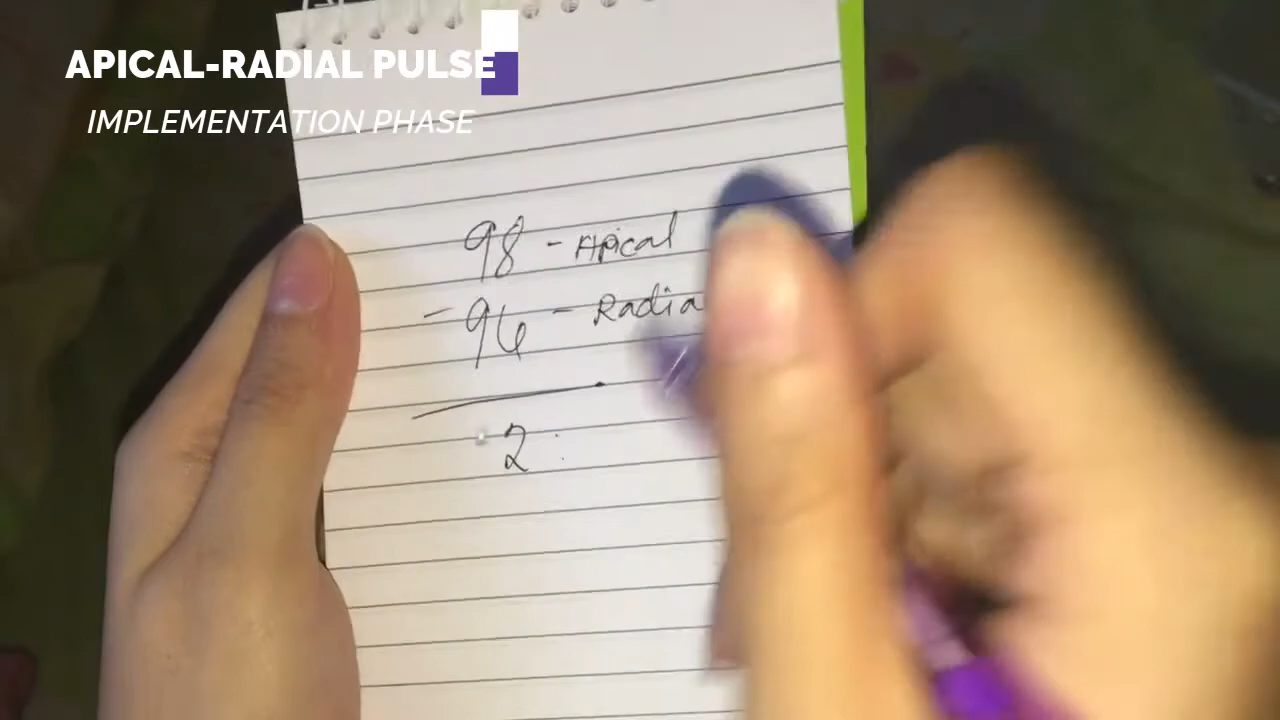 APICAL-RADIAL PULSE
IMPLEMENTATION PHASE
98 - Apical
- 96 - Radia
2